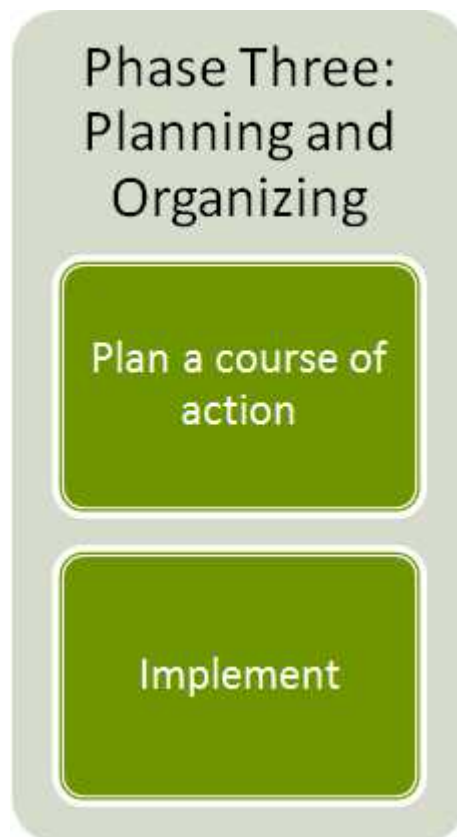 Phase Three:
Planning and
Organizing
Plan a course of
action
Implement